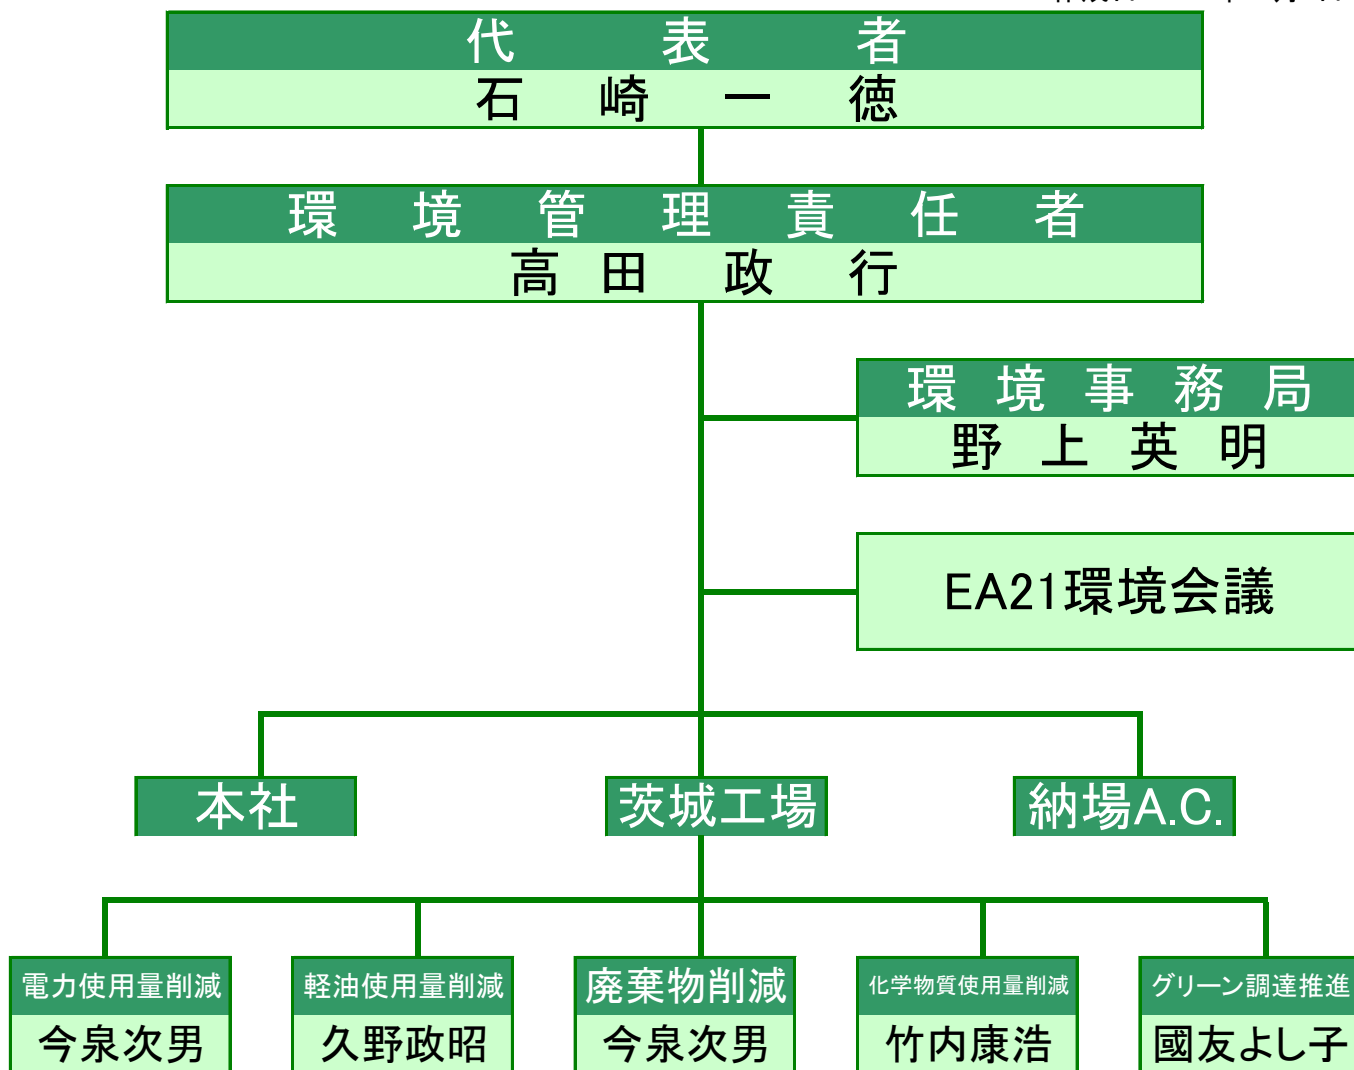 代表者
石崎一徳
環境管理責任者
高田政行
環境事務局
野上英明
EA21環境会議
本社
茨城工場
納場A.C.
電力使用量削減
軽油使用量削減
廃棄物削減
化学物質使用量削減
グリーン調達推進
今泉次男
久野政昭
今泉次男
竹内康浩
國友よし子